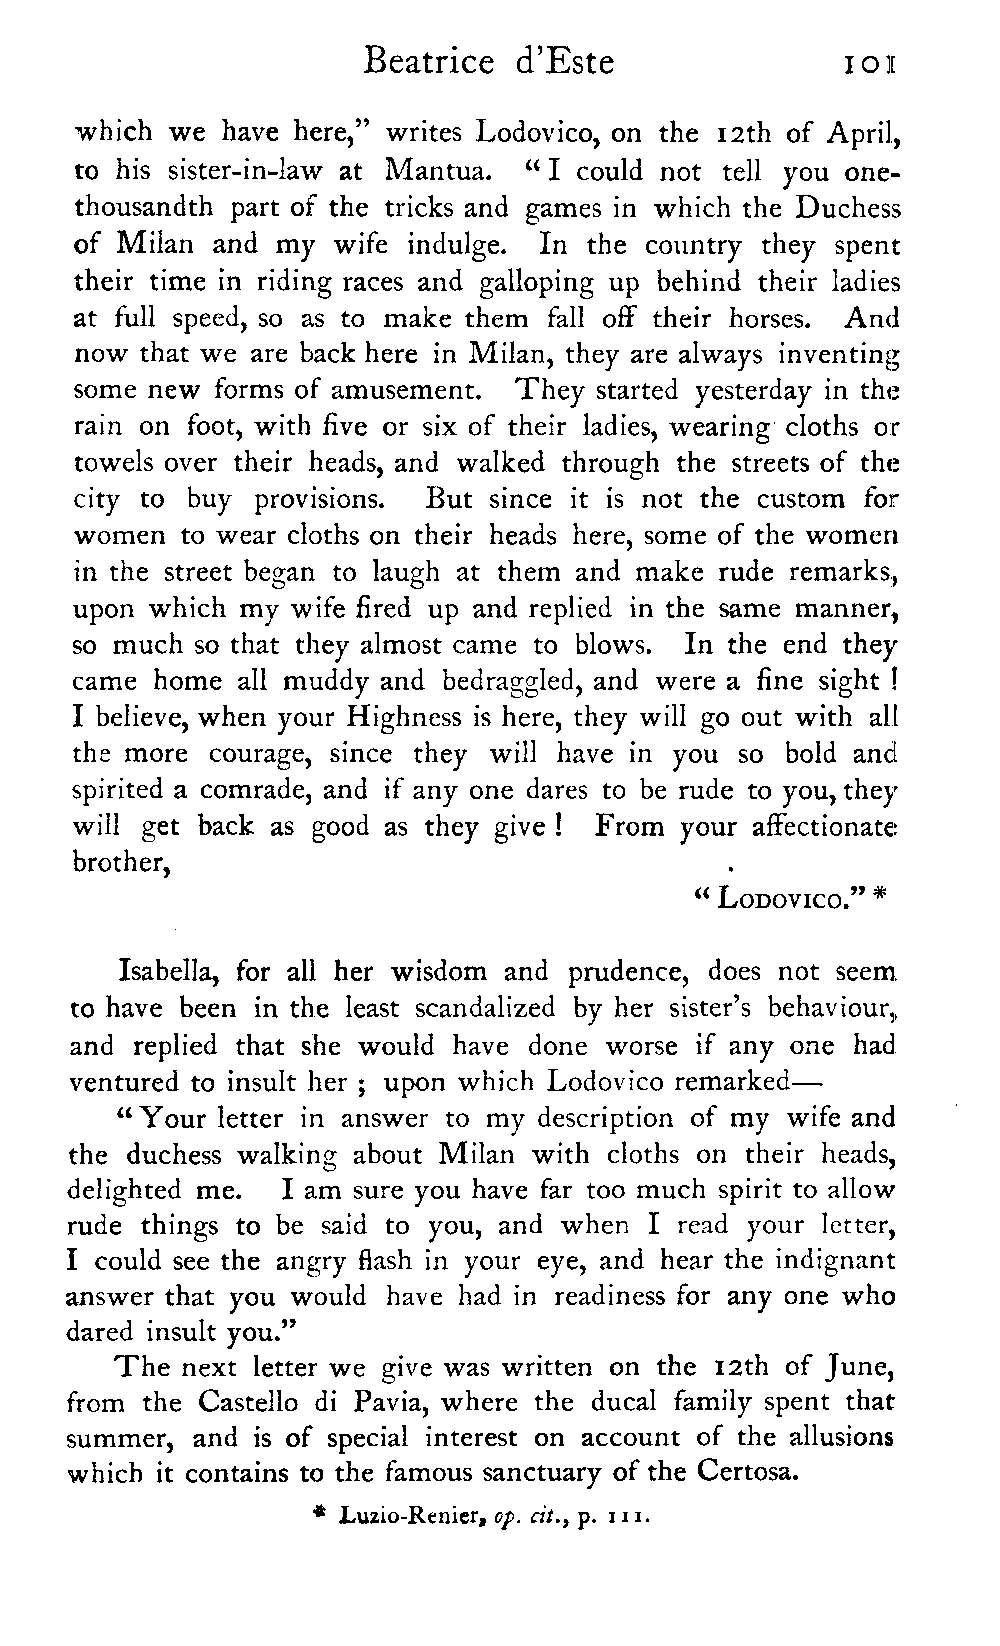 Beatrice d'Este 101
which we have here,” writes Lodovico, on the 12th of April,
to his sister-in-law at Mantua. “I could not tell you one-
thousandth part of the tricks and games in which the Duchess
of Milan and my wife indulge. In the country they spent
their time in riding races and galloping up behind their ladies
at full speed, so as to make them fall off their horses. And
now that we are back here in Milan, they are always inventing
some new forms of amusement. They started yesterday in the
rain on foot, with five or six of their ladies, wearing cloths or
towels over their heads, and walked through the streets of the
city to buy provisions. But since it is not the custom for
women to wear cloths on their heads here, some of the women
in the street began to laugh at them and make rude remarks,
upon which my wife fired up and replied in the same manner,
so much so that they almost came to blows. In the end they
came home all muddy and bedraggled, and were a fine sight !
I believe, when your Highness is here, they will go out with all
the more courage, since they will have in you so bold and
spirited a comrade, and if any one dares to be rude to you, they
will get back as good as they give ! From your affectionate
brother,
“Lodovico.” *
Isabella, for all her wisdom and prudence, does not seem
to have been in the least scandalized by her sister's behaviour,
and replied that she would have done worse if any one had
ventured to insult her ; upon which Lodovico remarked—
“Your letter in answer to my description of my wife and
the duchess walking about Milan with cloths on their heads,
delighted me. I am sure you have far too much spirit to allow
rude things to be said to you, and when I read your letter,
I could see the angry flash in your eye, and hear the indignant
answer that you would have had in readiness for any one who
dared insult you.”
The next letter we give was written on the 12th of June,
from the Castello di Pavia, where the ducal family spent that
summer, and is of special interest on account of the allusions
which it contains to the famous sanctuary of the Certosa.
* Luzio-Renier, op. cit., p. 111.